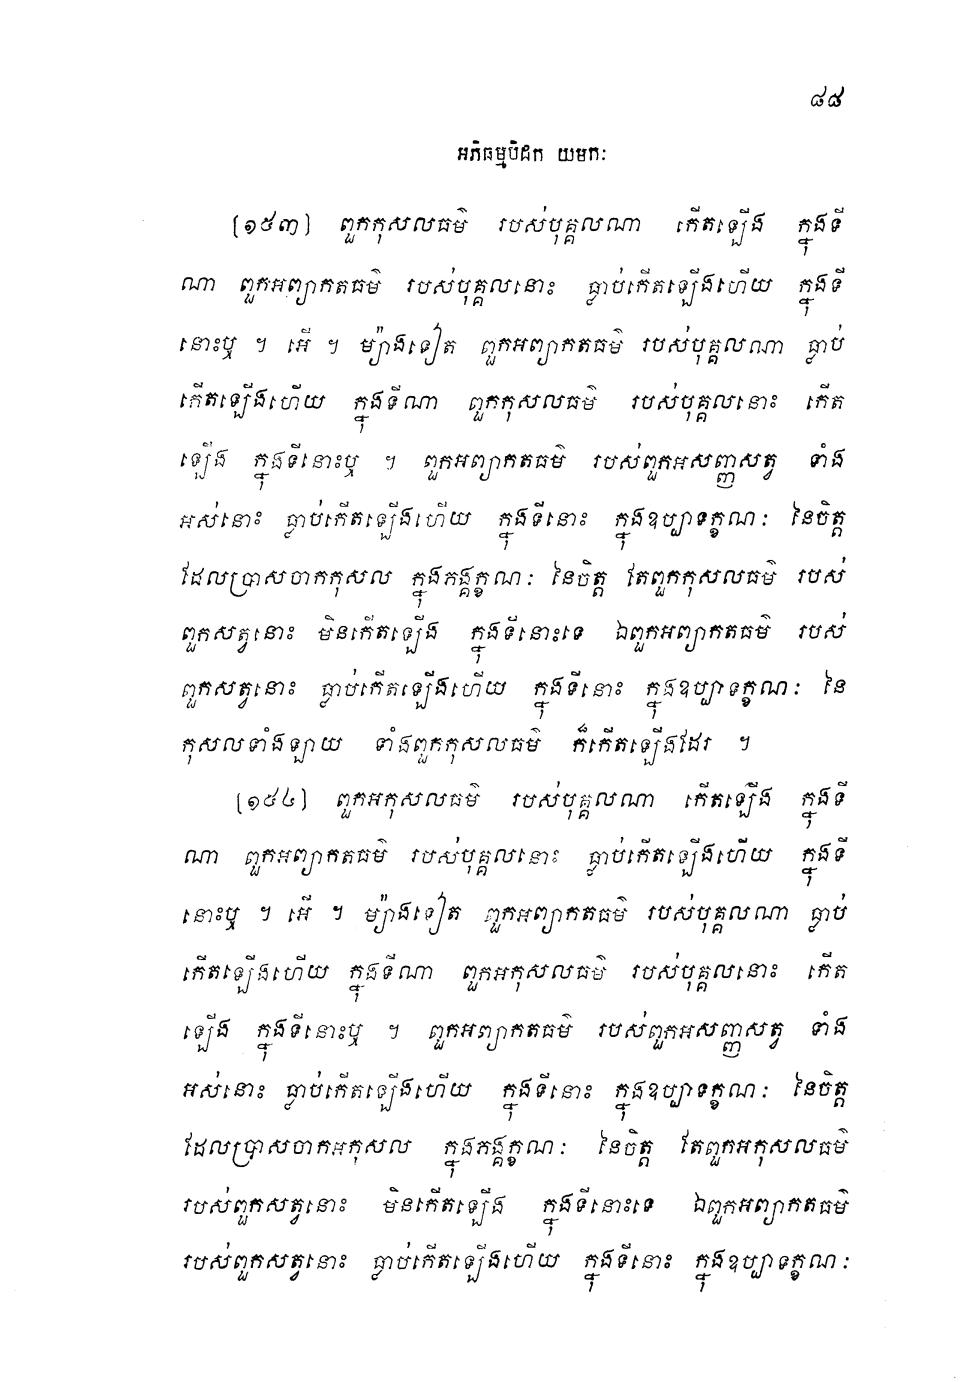 ៨៨
អភិធម្មបិដក យមកៈ
[១៥៣] ពួកកុសលធម៌ របស់បុគ្គលណា កើតឡើង ក្នុងទី
ណា ពួកអព្យាកតធម៌ របស់បុគ្គលនោះ ធ្លាប់កើតឡើងហើយ ក្នុងទី
នោះឬ ។ អើ ។ ម្យ៉ាងទៀត ពួកអព្យាកតធម៌ របស់បុគ្គលណា ធ្លាប់
កើតឡើងហើយ ក្នុងទីណា ពួកកុសលធម៌ របស់បុគ្គលនោះ កើត
ឡើង ក្នុងទីនោះឬ ។ ពួកអព្យាកតធម៌ របស់ពួកអសញ្ញសត្វ ទាំង
អស់នោះ ធ្លាប់កើតឡើងហើយ ក្នុងទីនោះ ក្នុងឧប្បាទក្ខណៈ នៃចិត្ត
ដែលប្រាសចាកកុសល ក្នុងភង្គក្ខណៈ នៃចិត្ត តែពួកកុសលធម៌ របស់
ពួកសត្វនោះ មិនកើតឡើង ក្នុងទីនោះទេ ឯពួកអព្យាកតធម៌ របស់
ពួកសត្វនោះ ធ្លាប់កើតឡើងហើយ ក្នុងទីនោះ ក្នុងឧប្បាទក្ខណៈ នៃ
កុសលទាំងឡាយ ទាំងពួកកុសលធម៌ ក៏កើតឡើងដែរ ។
[១៥៤] ពួកអកុសលធម៌ របស់បុគ្គលណា កើតឡើង ក្នុងទី
ណា ពួកអព្យាកតធម៌ របស់បុគ្គលនោះ ធ្លាប់កើតឡើងហើយ ក្នុងទី
នោះឬ ។ អើ ។ ម្យ៉ាងទៀត ពួកអព្យាកតធម៌ របស់បុគ្គលណា ធ្លាប់
កើតឡើងហើយ ក្នុងទីណា ពួកអកុសលធម៌ របស់បុគ្គលនោះ កើត
ឡើង ក្នុងទីនោះឬ ។ ពួកអព្យាកតធម៌ របស់ពួកអសញ្ញសត្វ ទាំង
អស់នោះ ធ្លាប់កើតឡើងហើយ ក្នុងទីនោះ ក្នុងឧប្បាទក្ខណៈ នៃចិត្ត
ដែលប្រាសចាកអកុសល ក្នុងភង្គក្ខណៈ នៃចិត្ត តែពួកអកុសលធម៌
របស់ពួកសត្វនោះ មិនកើតឡើង ក្នុងទីនោះទេ ឯពួកអព្យាកតធម៌
របស់ពួកសត្វនោះ ធ្លាប់កើតឡើងហើយ ក្នុងទីនោះ ក្នុងឧប្បាទក្ខណៈ